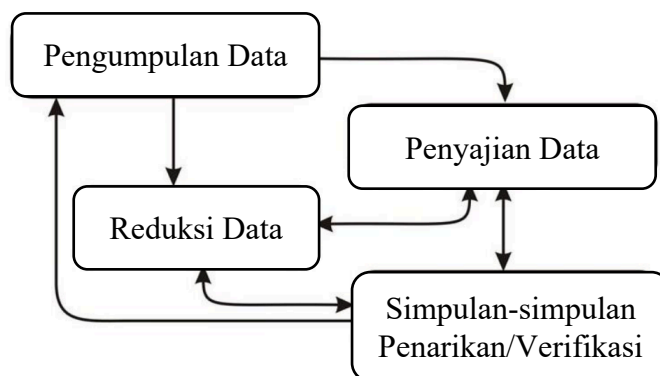 Pengumpulan Data
Penyajian Data
Reduksi Data
Simpulan-simpulan
Penarikan/Verifikasi